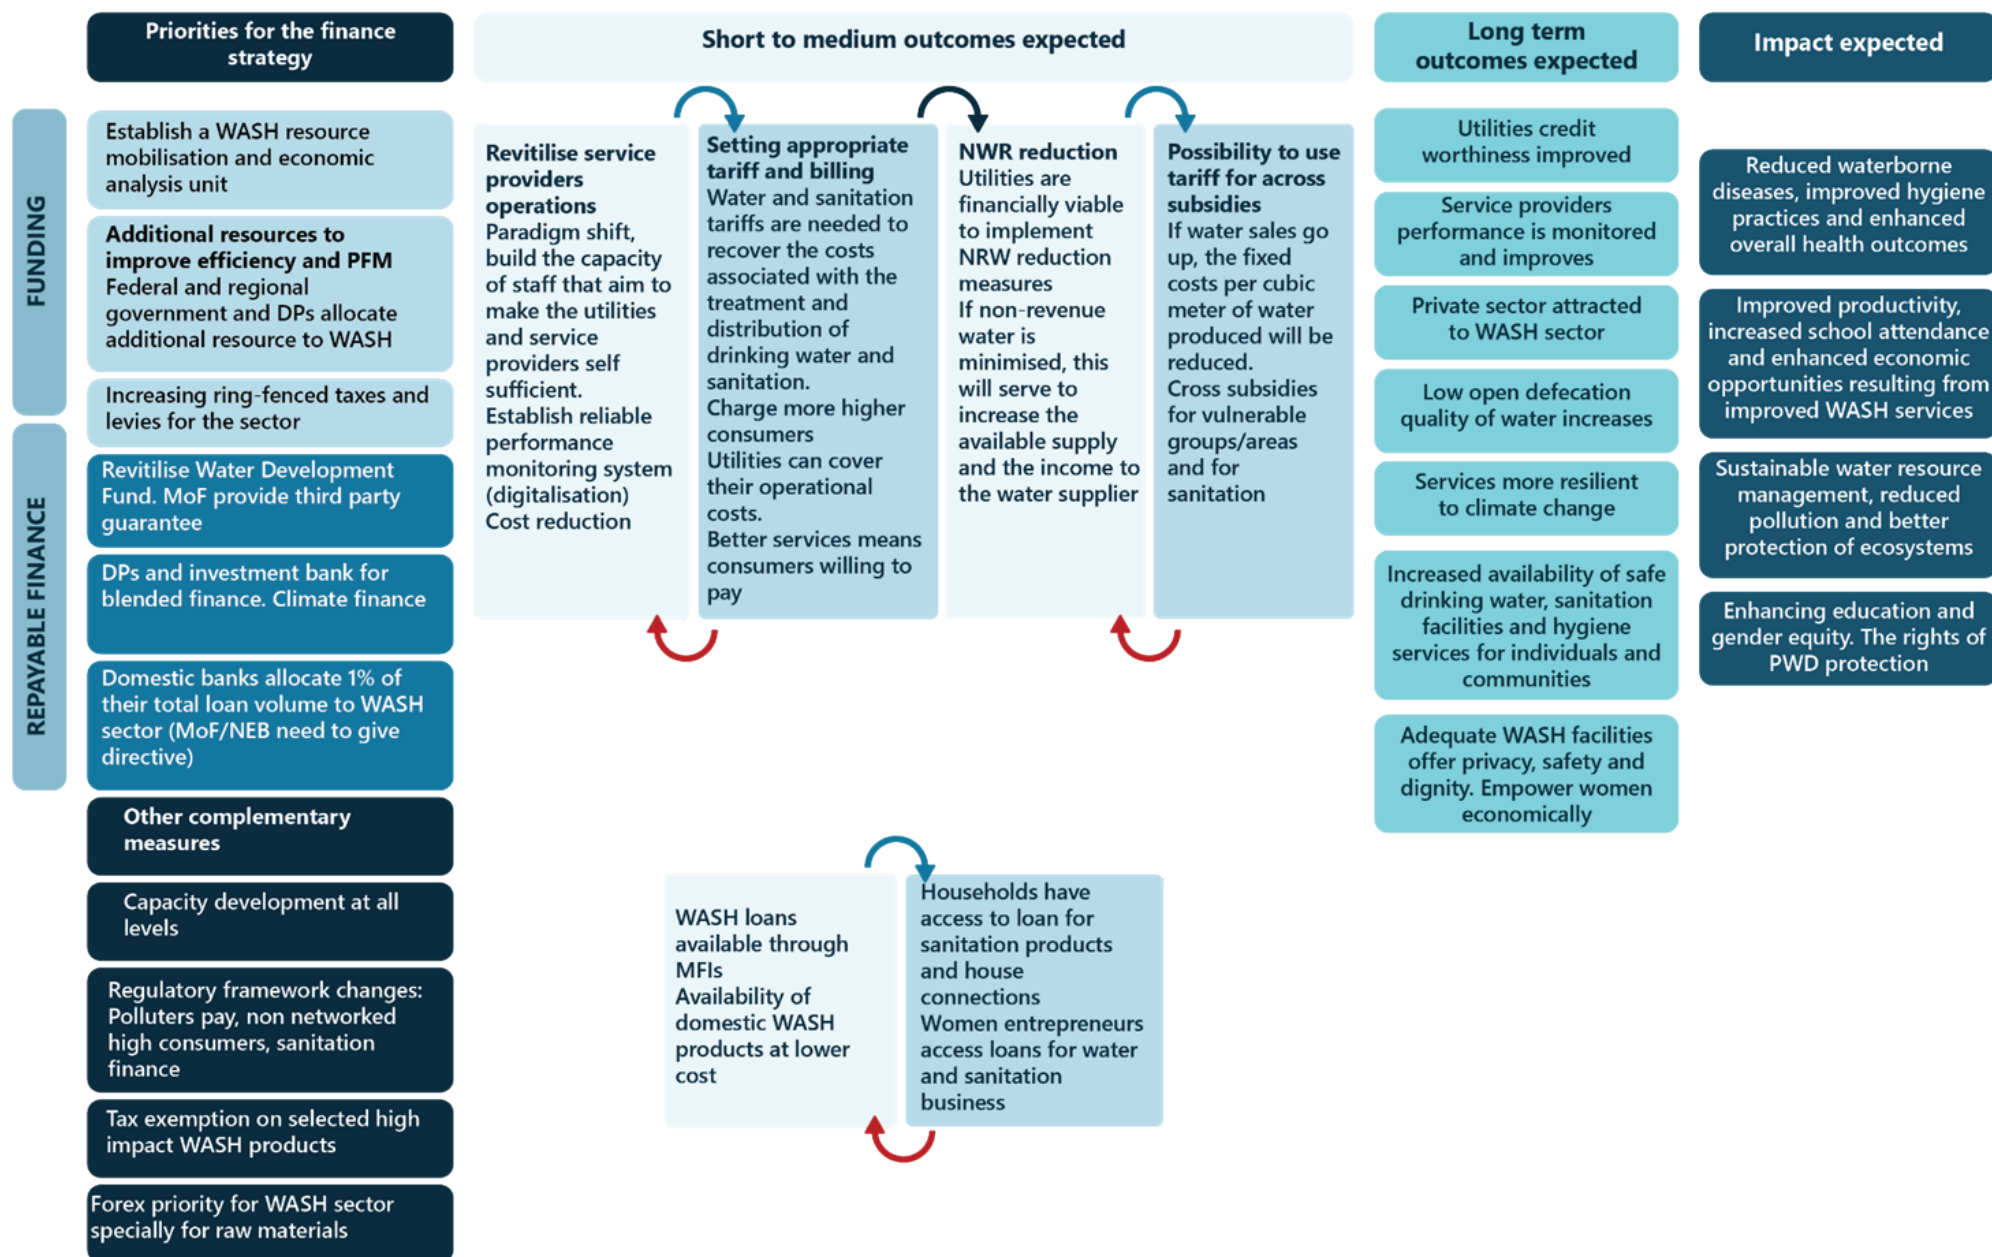 Priorities for the finance
strategy
Short to medium outcomes expected
Long term
outcomes expected
Impact expected
FUNDING
Establish a WASH resource
mobilisation and economic
analysis unit
Additional resources to
improve efficiency and PFM
Federal and regional
government and DPs allocate
additional resource to WASH
Increasing ring-fenced taxes and
levies for the sector
REPAYABLE FINANCE
Revitilise Water Development
Fund. MoF provide third party
guarantee
DPs and investment bank for
blended finance. Climate finance
Domestic banks allocate 1% of
their total loan volume to WASH
sector (MoF/NEB need to give
directive)
Other complementary
measures
Capacity development at all
levels
Regulatory framework changes:
Polluters pay, non networked
high consumers, sanitation
finance
Tax exemption on selected high
impact WASH products
Forex priority for WASH sector
specially for raw materials
Revitilise service
providers
operations
Paradigm shift,
build the capacity
of staff that aim to
make the utilities
and service
providers self
sufficient.
Establish reliable
performance
monitoring system
(digitalisation)
Cost reduction
Setting appropriate
tariff and billing
Water and sanitation
tariffs are needed to
recover the costs
associated with the
treatment and
distribution of
drinking water and
sanitation.
Charge more higher
consumers
Utilities can cover
their operational
costs.
Better services means
consumers willing to
pay
NWR reduction
Utilities are
financially viable
to implement
NRW reduction
measures
If non-revenue
water is
minimised, this
will serve to
increase the
available supply
and the income to
the water supplier
Possibility to use
tariff for across
subsidies
If water sales go
up, the fixed
costs per cubic
meter of water
produced will be
reduced.
Cross subsidies
for vulnerable
groups/areas
and for
sanitation
WASH loans
available through
MFIs
Availability of
domestic WASH
products at lower
cost
Households have
access to loan for
sanitation products
and house
connections
Women entrepreneurs
access loans for water
and sanitation
business
Utilities credit
worthiness improved
Service providers
performance is monitored
and improves
Private sector attracted
to WASH sector
Low open defecation
quality of water increases
Services more resilient
to climate change
Increased availability of safe
drinking water, sanitation
facilities and hygiene
services for individuals and
communities
Adequate WASH facilities
offer privacy, safety and
dignity. Empower women
economically
Reduced waterborne
diseases, improved hygiene
practices and enhanced
overall health outcomes
Improved productivity,
increased school attendance
and enhanced economic
opportunities resulting from
improved WASH services
Sustainable water resource
management, reduced
pollution and better
protection of ecosystems
Enhancing education and
gender equity. The rights of
PWD protection